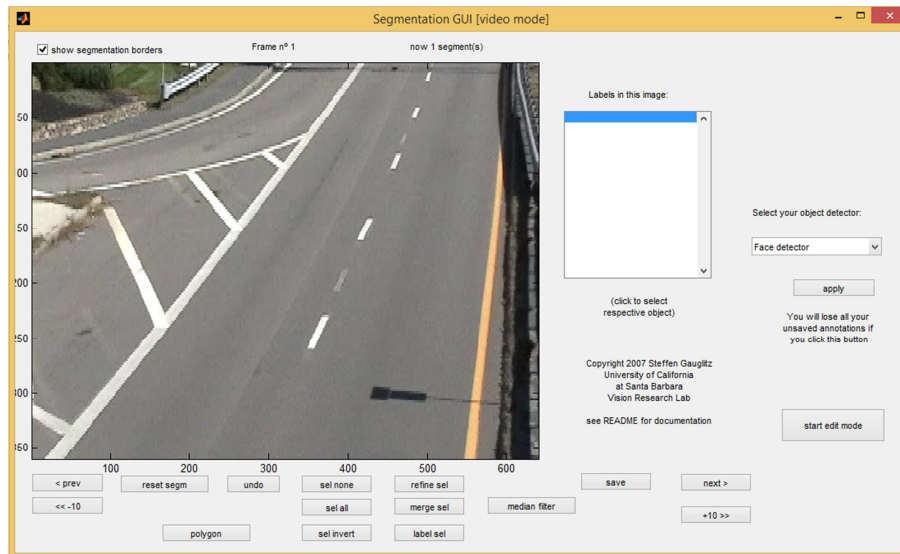 Segmentation GUI [video mode]
show segmentation borders
Frame nº 1
now 1 segment(s)
50
00
50
200
250
300
350
100
200
300
400
500
600
Labels in this image:
(click to select
respective object)
Copyright 2007 Steffen Gauglitz
University of California
at Santa Barbara
Vision Research Lab
see README for documentation
Select your object detector:
Face detector
apply
You will lose all your
unsaved annotations if
you click this button
start edit mode
< prev
reset segm
undo
sel none
refine sel
save
next >
<< -10
sel all
merge sel
median filter
+10 >>
polygon
sel invert
label sel